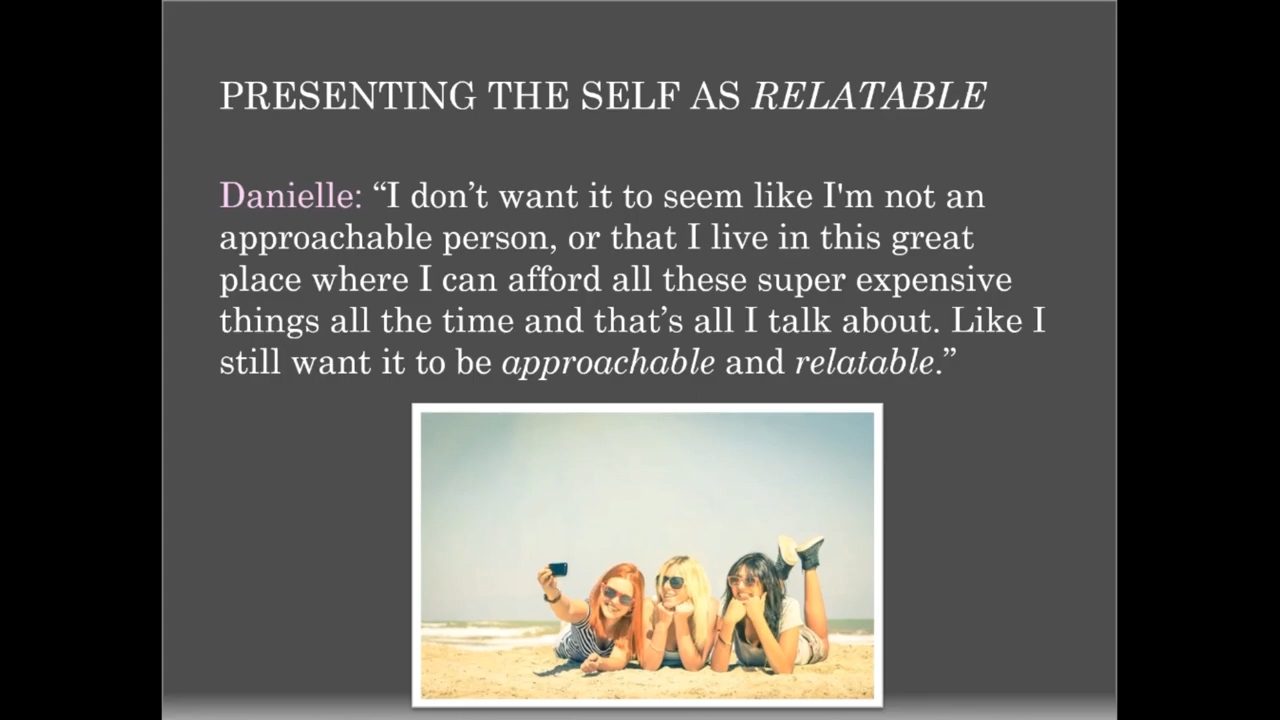 PRESENTING THE SELF AS RELATABLE
Danielle: “I don’t want it to seem like I'm not an
approachable person, or that I live in this great
place where I can afford all these super expensive
things all the time and that’s all I talk about. Like I
still want it to be approachable and relatable.”